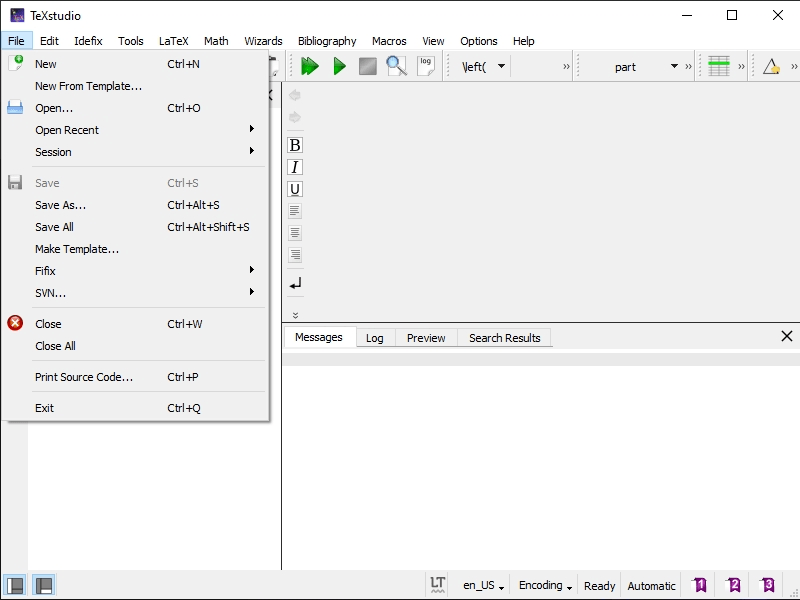 TeXstudio
File Edit Idefix Tools LaTeX Math Wizards Bibliography Macros View Options Help
New Ctrl+N
New From Template...
Open... Ctrl+O
Open Recent
Session
Save Ctrl+S
Save As... Ctrl+Alt+S
Save All Ctrl+Alt+Shift+S
Make Template...
Fifix
SVN...
Close Ctrl+W
Close All
Print Source Code... Ctrl+P
Exit Ctrl+Q
log \left( part
B
I
U
Messages Log Preview Search Results
LT en_US Encoding Ready Automatic 1 2 3